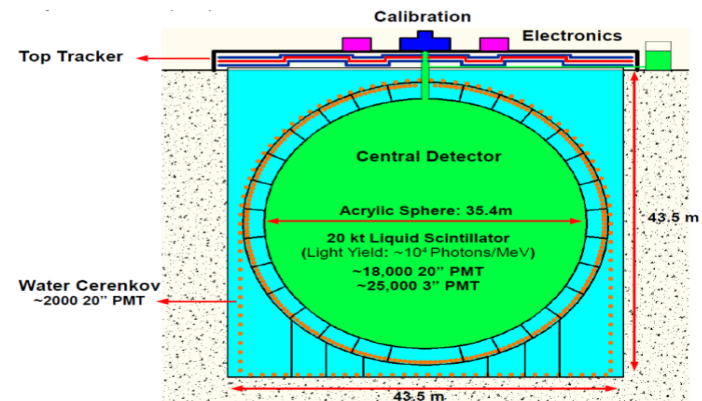 Calibration
Electronics
Top Tracker
Central Detector
Acrylic Sphere: 35.4m
20 kt Liquid Scintillator
(Light Yield: ~10⁴ Photons/MeV)
~18,000 20” PMT
~25,000 3” PMT
43.5 m
Water Cerenkov
~2000 20” PMT
43.5 m